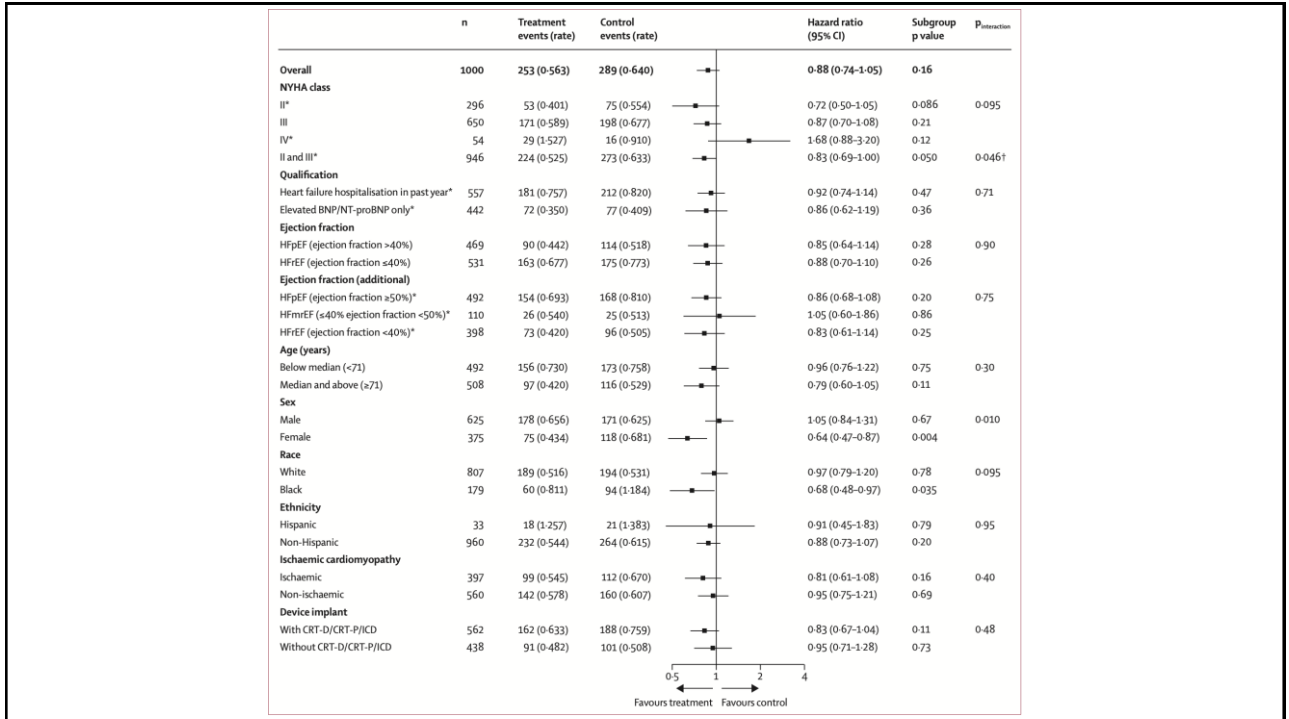 n Treatment events (rate) Control events (rate) Hazard ratio (95% CI) Subgroup p value Pinteraction
Overall 1000 253 (0·563) 289 (0·640) 0·88 (0·74–1·05) 0·16
NYHA class
II* 296 53 (0·401) 75 (0·554) 0·72 (0·50–1·05) 0·086 0·095
III 650 171 (0·589) 198 (0·677) 0·87 (0·70–1·08) 0·21
IV* 54 29 (1·527) 16 (0·910) 1·68 (0·88–3·20) 0·12
II and III* 946 224 (0·525) 273 (0·633) 0·83 (0·69–1·00) 0·050 0·046†
Qualification
Heart failure hospitalisation in past year* 557 181 (0·757) 212 (0·820) 0·92 (0·74–1·14) 0·47 0·71
Elevated BNP/NT-proBNP only* 442 72 (0·350) 77 (0·409) 0·86 (0·62–1·19) 0·36
Ejection fraction
HFpEF (ejection fraction >40%) 469 90 (0·442) 114 (0·518) 0·85 (0·64–1·14) 0·28 0·90
HFrEF (ejection fraction ≤40%) 531 163 (0·677) 175 (0·773) 0·88 (0·70–1·10) 0·26
Ejection fraction (additional)
HFpEF (ejection fraction ≥50%)* 492 154 (0·693) 168 (0·810) 0·86 (0·68–1·08) 0·20 0·75
HFmrEF (≤40% ejection fraction <50%)* 110 26 (0·540) 25 (0·513) 1·05 (0·60–1·86) 0·86
HFrEF (ejection fraction <40%)* 398 73 (0·420) 96 (0·505) 0·83 (0·61–1·14) 0·25
Age (years)
Below median (<71) 492 156 (0·730) 173 (0·758) 0·96 (0·76–1·22) 0·75 0·30
Median and above (≥71) 508 97 (0·420) 116 (0·529) 0·79 (0·60–1·05) 0·11
Sex
Male 625 178 (0·656) 171 (0·625) 1·05 (0·84–1·31) 0·67 0·010
Female 375 75 (0·434) 118 (0·681) 0·64 (0·47–0·87) 0·004
Race
White 807 189 (0·516) 194 (0·531) 0·97 (0·79–1·20) 0·78 0·095
Black 179 60 (0·811) 94 (1·184) 0·68 (0·48–0·97) 0·035
Ethnicity
Hispanic 33 18 (1·257) 21 (1·383) 0·91 (0·45–1·83) 0·79 0·95
Non-Hispanic 960 232 (0·544) 264 (0·615) 0·88 (0·73–1·07) 0·20
Ischaemic cardiomyopathy
Ischaemic 397 99 (0·545) 112 (0·670) 0·81 (0·61–1·08) 0·16 0·40
Non-ischaemic 560 142 (0·578) 160 (0·607) 0·95 (0·75–1·21) 0·69
Device implant
With CRT-D/CRT-P/ICD 562 162 (0·633) 188 (0·759) 0·83 (0·67–1·04) 0·11 0·48
Without CRT-D/CRT-P/ICD 438 91 (0·482) 101 (0·508) 0·95 (0·71–1·28) 0·73
0·5 1 2 4
Favours treatment Favours control